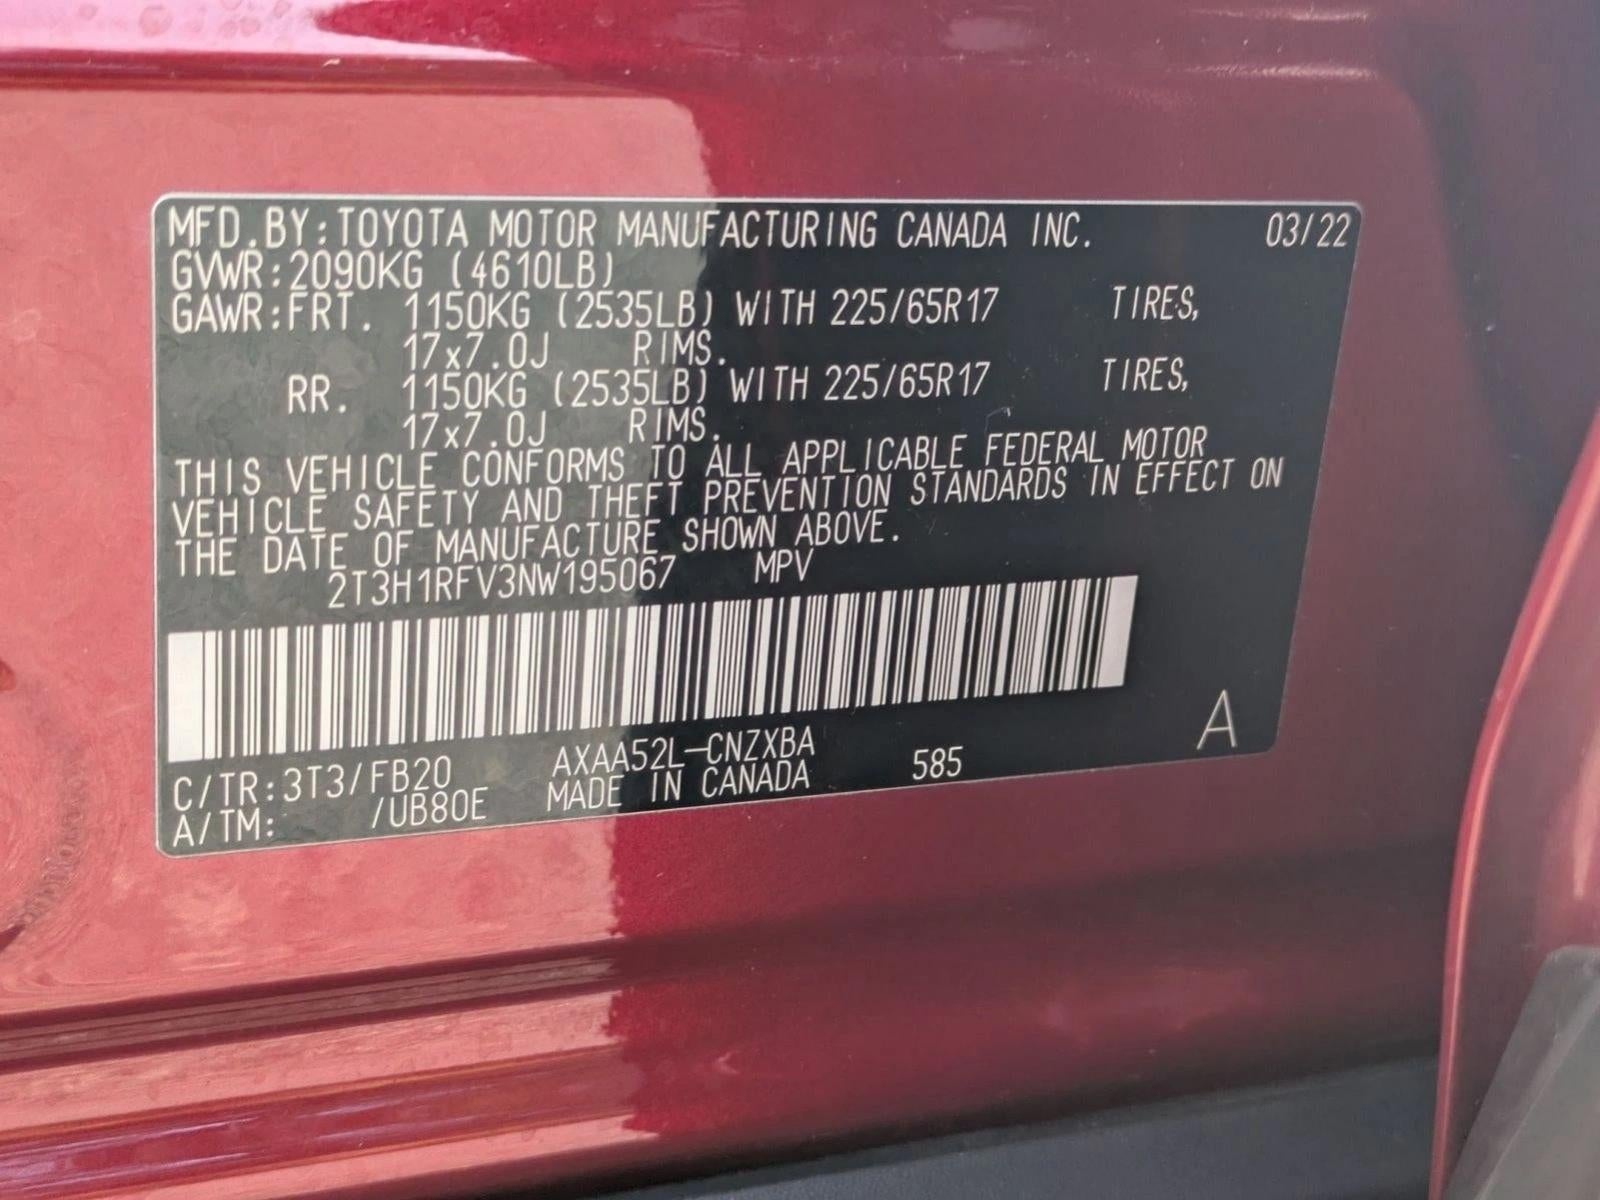 MFD.BY:TOYOTA MOTOR MANUFACTURING CANADA INC. 03/22
GVWR:2090KG (4610LB)
GAWR:FRT. 1150KG (2535LB) WITH 225/65R17 TIRES,
17x7.0J RIMS.
RR. 1150KG (2535LB) WITH 225/65R17 TIRES,
17x7.0J RIMS.
THIS VEHICLE CONFORMS TO ALL APPLICABLE FEDERAL MOTOR
VEHICLE SAFETY AND THEFT PREVENTION STANDARDS IN EFFECT ON
THE DATE OF MANUFACTURE SHOWN ABOVE.
2T3H1RFV3NW195067 MPV
C/TR:3T3/FB20 AXAA52L-CNZXBA 585 A
A/TM: /UB80E MADE IN CANADA